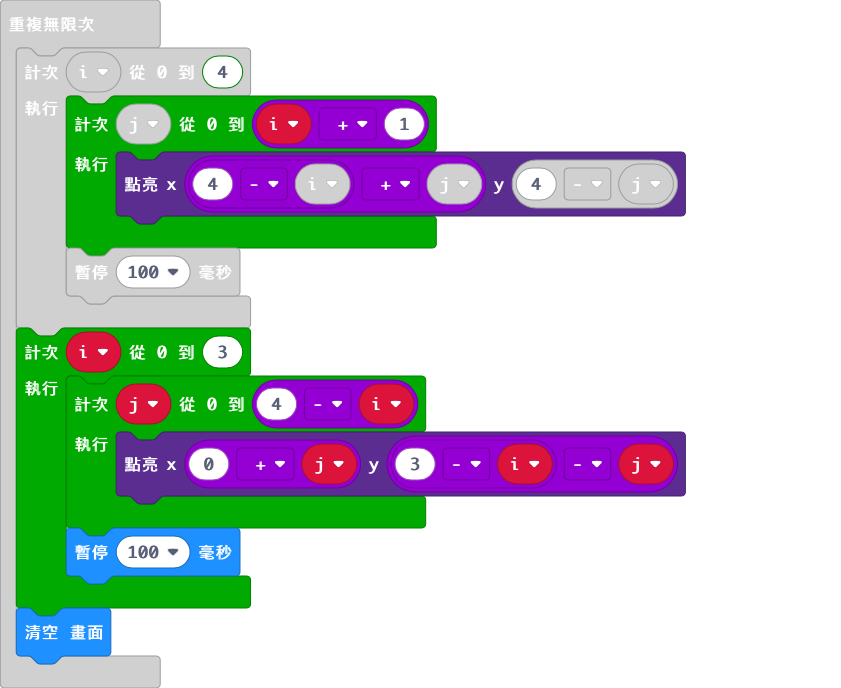 重複無限次
計次 i 從 0 到 4
執行
計次 j 從 0 到 i + 1
執行
點亮 x 4 - i + j y 4 - j
暫停 100 毫秒
計次 i 從 0 到 3
執行
計次 j 從 0 到 4 - i
執行
點亮 x 0 + j y 3 - i - j
暫停 100 毫秒
清空 畫面